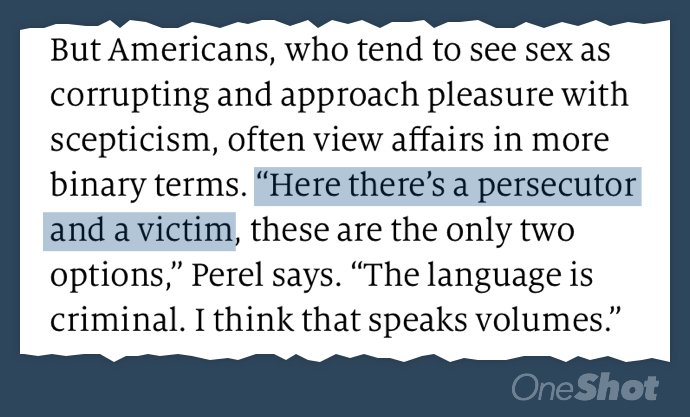 But Americans, who tend to see sex as
corrupting and approach pleasure with
scepticism, often view affairs in more
binary terms. “Here there’s a persecutor
and a victim, these are the only two
options,” Perel says. “The language is
criminal. I think that speaks volumes.”
OneShot